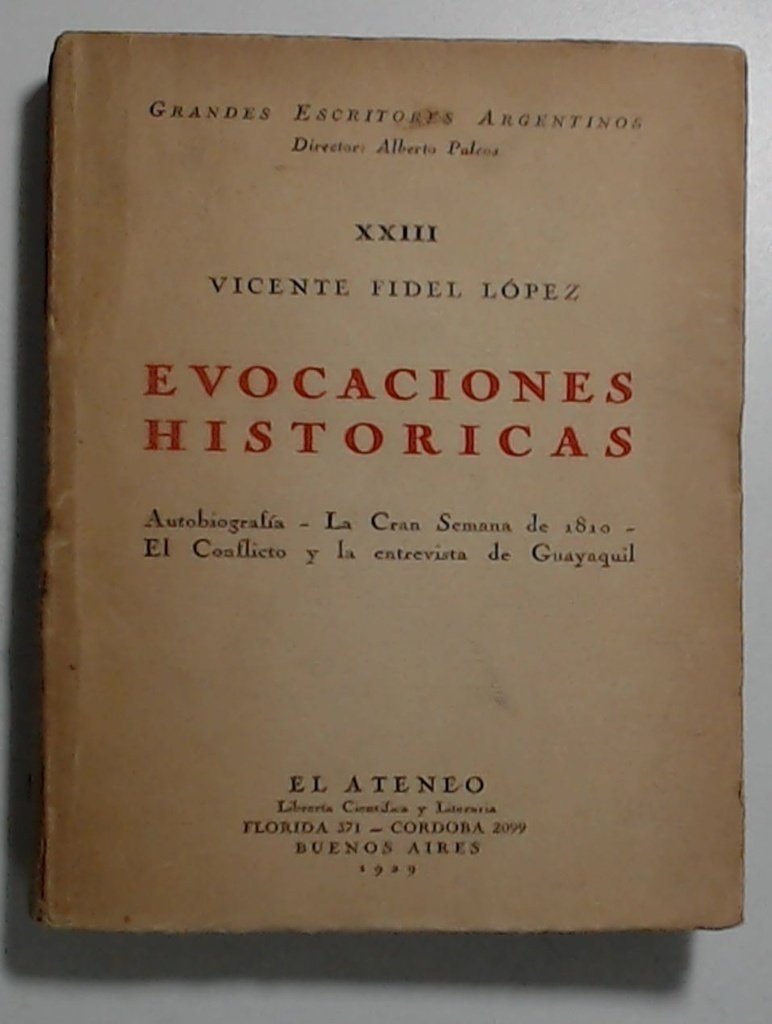 GRANDES ESCRITORES ARGENTINOS
Director: Alberto Palcos
XXIII
VICENTE FIDEL LÓPEZ
EVOCACIONES
HISTORICAS
Autobiografía - La Gran Semana de 1810 -
El Conflicto y la entrevista de Guayaquil
EL ATENEO
Librería Científica y Literaria
FLORIDA 371 - CORDOBA 2099
BUENOS AIRES
1929